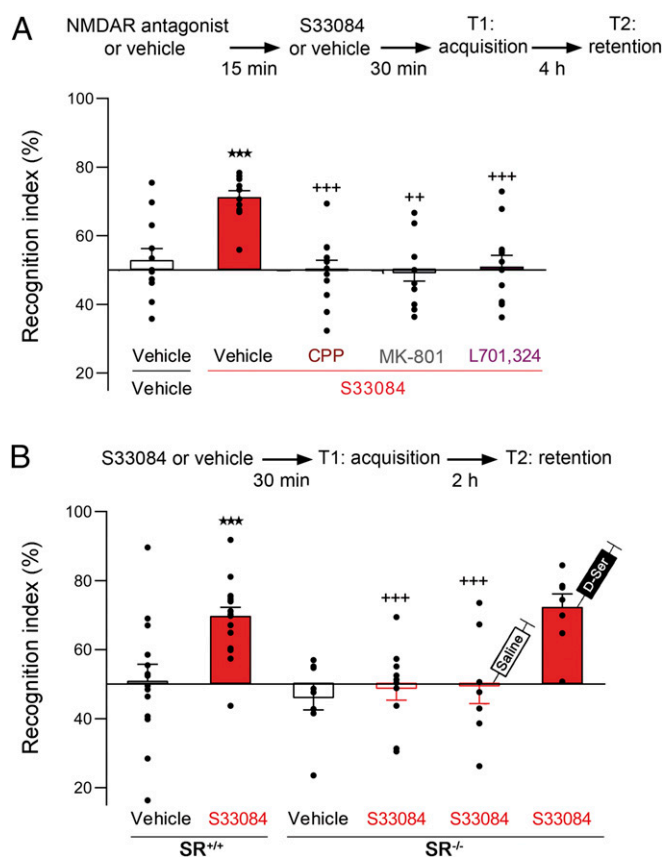 A
NMDAR antagonist or vehicle
S33084 or vehicle
T1: acquisition
T2: retention
15 min
30 min
4 h
Recognition index (%)
100
80
60
40
20
★★★
+++
++
+++
Vehicle Vehicle CPP MK-801 L701,324
Vehicle S33084
B
S33084 or vehicle T1: acquisition T2: retention
30 min 2 h
Recognition index (%)
100
80
60
40
20
★★★
+++
+++
Saline
D-Ser
Vehicle S33084 Vehicle S33084 S33084 S33084
SR+/+ SR-/-